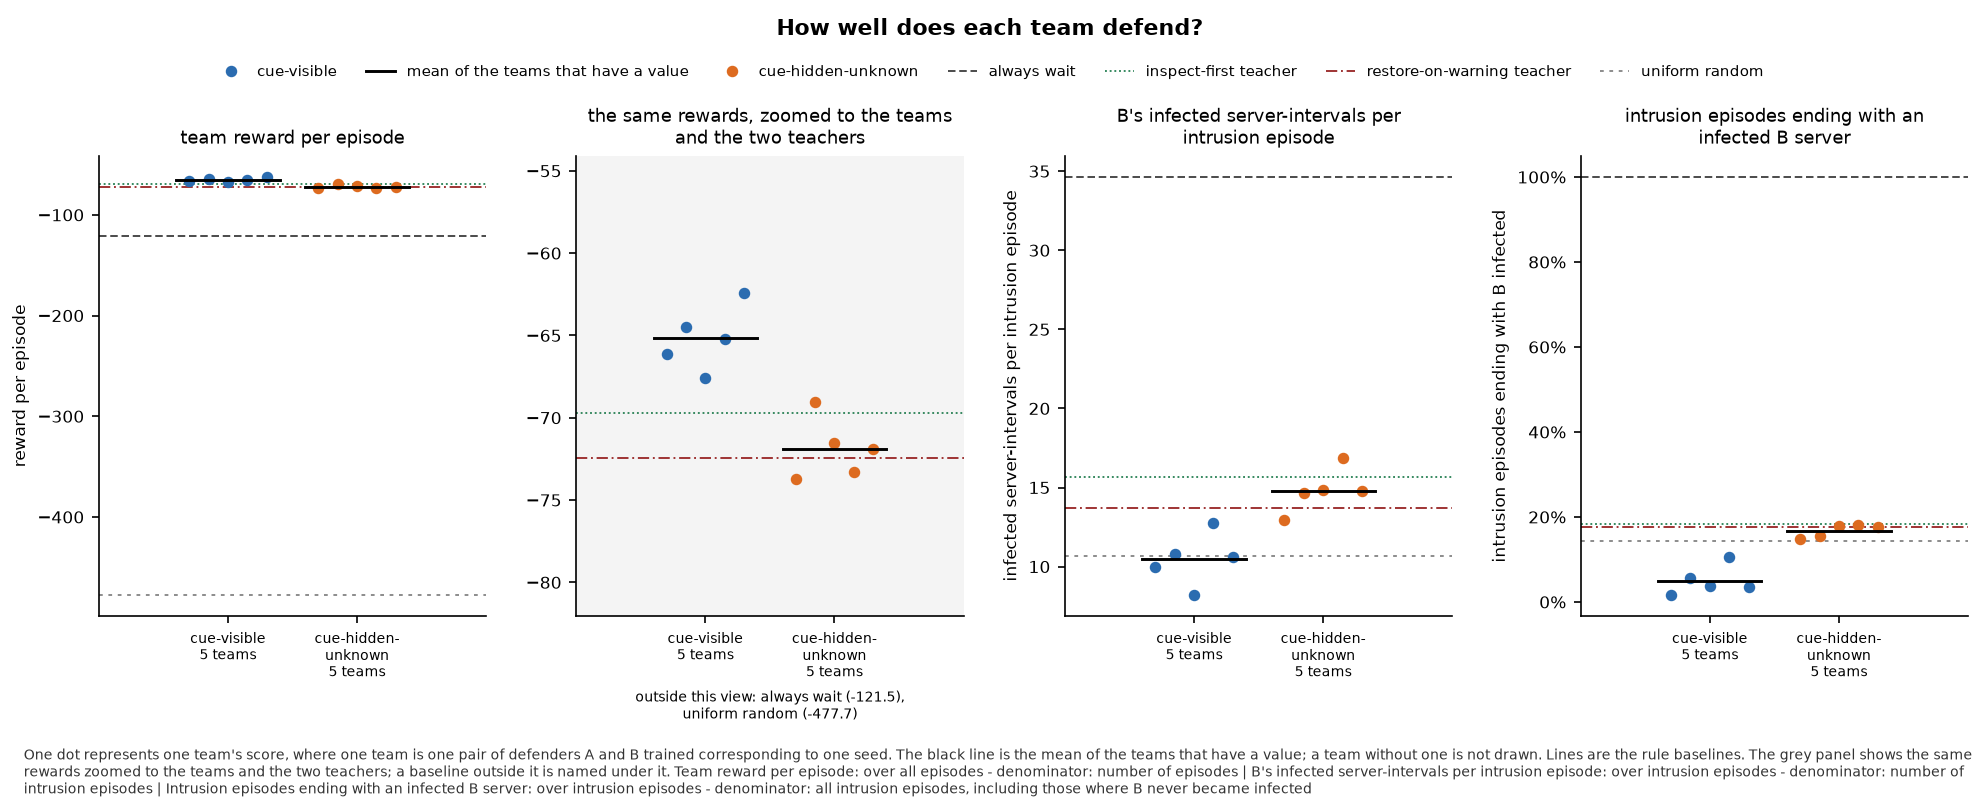 How well does each team defend?
cue-visible
mean of the teams that have a value
cue-hidden-unknown
always wait
inspect-first teacher
restore-on-warning teacher
uniform random
team reward per episode
reward per episode
−100
−200
−300
−400
cue-visible
5 teams
cue-hidden-
unknown
5 teams
the same rewards, zoomed to the teams
and the two teachers
−55
−60
−65
−70
−75
−80
cue-visible
5 teams
cue-hidden-
unknown
5 teams
outside this view: always wait (-121.5),
uniform random (-477.7)
B's infected server-intervals per
intrusion episode
infected server-intervals per intrusion episode
35
30
25
20
15
10
cue-visible
5 teams
cue-hidden-
unknown
5 teams
intrusion episodes ending with an
infected B server
intrusion episodes ending with B infected
100%
80%
60%
40%
20%
0%
cue-visible
5 teams
cue-hidden-
unknown
5 teams
One dot represents one team's score, where one team is one pair of defenders A and B trained corresponding to one seed. The black line is the mean of the teams that have a value; a team without one is not drawn. Lines are the rule baselines. The grey panel shows the same
rewards zoomed to the teams and the two teachers; a baseline outside it is named under it. Team reward per episode: over all episodes - denominator: number of episodes | B's infected server-intervals per intrusion episode: over intrusion episodes - denominator: number of
intrusion episodes | Intrusion episodes ending with an infected B server: over intrusion episodes - denominator: all intrusion episodes, including those where B never became infected